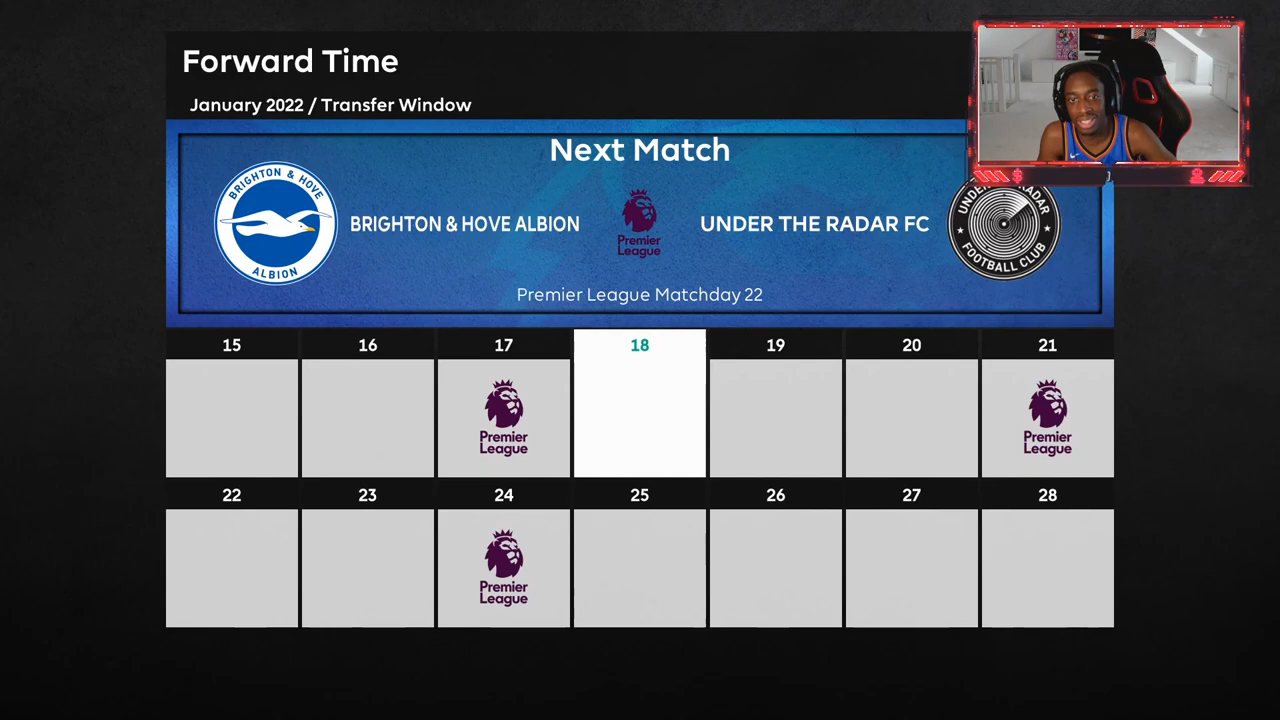 Forward Time
January 2022 / Transfer Window
Next Match
BRIGHTON & HOVE
ALBION
BRIGHTON & HOVE ALBION
Premier
League
UNDER THE RADAR FC
RADAR
FOOTBALL CLUB
Premier League Matchday 22
15 16 17 18 19 20 21
Premier
League
Premier
League
22 23 24 25 26 27 28
Premier
League